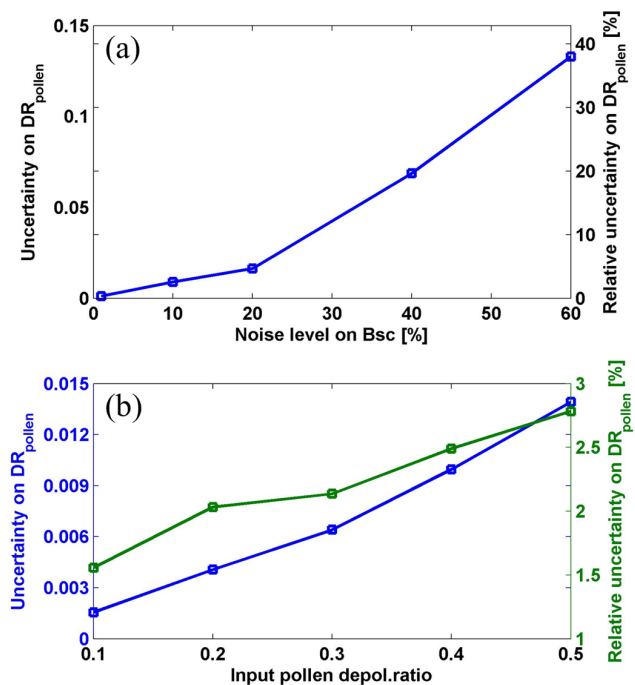 (a)
Uncertainty on DRpollen
0.15
0.1
0.05
0
40
30
20
10
0
Relative uncertainty on DRpollen [%]
0 10 20 30 40 50 60
Noise level on Bsc [%]
(b)
Uncertainty on DRpollen
0.015
0.012
0.009
0.006
0.003
0
3
2.5
2
1.5
1
Relative uncertainty on DRpollen [%]
0.1 0.2 0.3 0.4 0.5
Input pollen depol.ratio